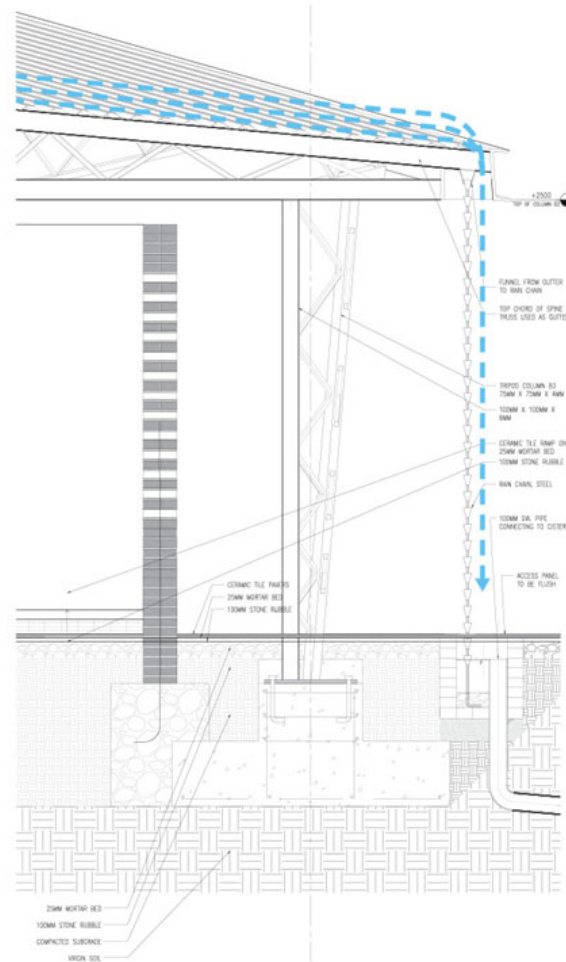 +2500
TOP OF COLUMN B3
FUNNEL FROM GUTTER
TO RAIN CHAIN
TOP CHORD OF SPINE
TRUSS USED AS GUTTE
TRIPOD COLUMN B3
75MM X 75MM X 4MM
100MM X 100MM X
6MM
CERAMIC TILE RAMP ON
25MM MORTAR BED
100MM STONE RUBBLE
RAIN CHAIN, STEEL
100MM DIA. PIPE
CONNECTING TO CISTER
ACCESS PANEL
TO BE FLUSH
CERAMIC TILE PAVERS
25MM MORTAR BED
100MM STONE RUBBLE
25MM MORTAR BED
100MM STONE RUBBLE
COMPACTED SUBGRADE
VIRGIN SOIL